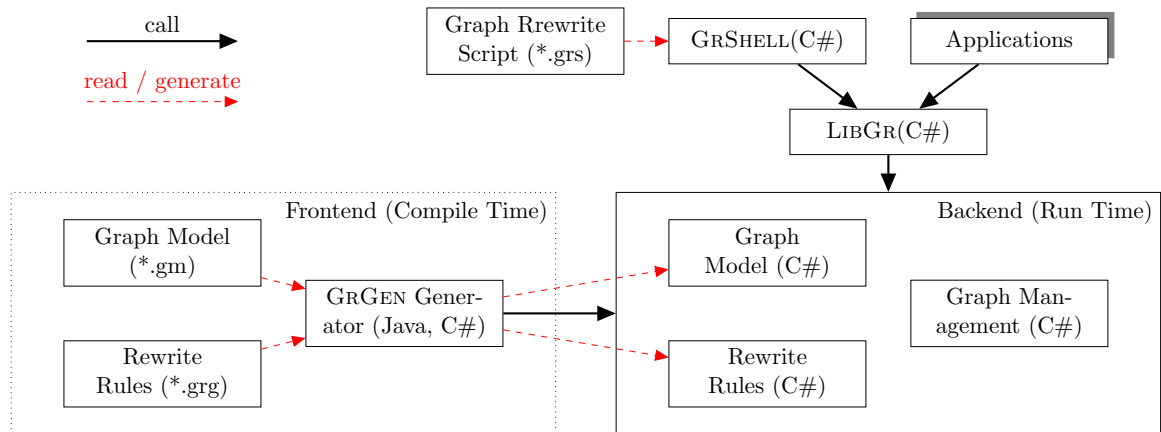 call
read / generate
Graph Rrewrite
Script (*.grs)
GRSHELL(C#)
Applications
LIBGR(C#)
Frontend (Compile Time)
Backend (Run Time)
Graph Model
(*.gm)
GRGEN Gener-
ator (Java, C#)
Rewrite
Rules (*.grg)
Graph
Model (C#)
Graph Man-
agement (C#)
Rewrite
Rules (C#)